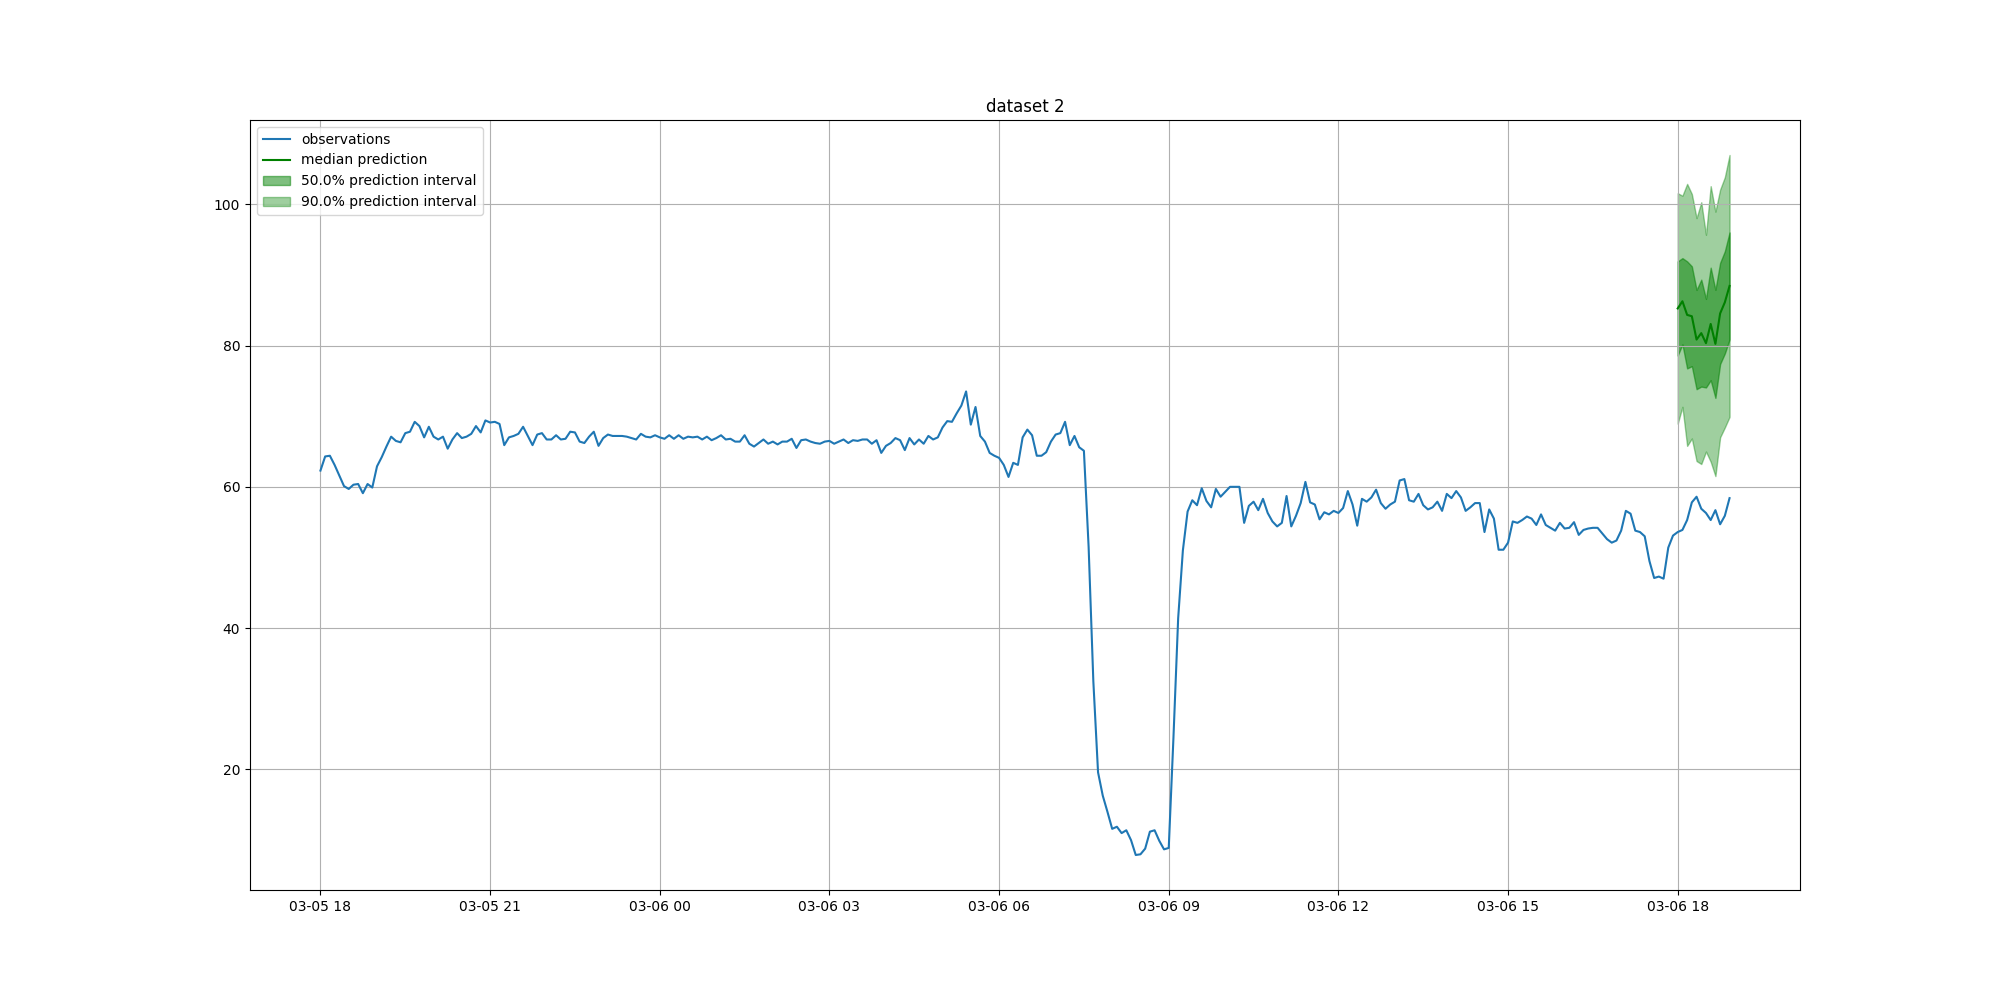 dataset 2
observations
median prediction
50.0% prediction interval
90.0% prediction interval
100
80
60
40
20
03-05 18
03-05 21
03-06 00
03-06 03
03-06 06
03-06 09
03-06 12
03-06 15
03-06 18